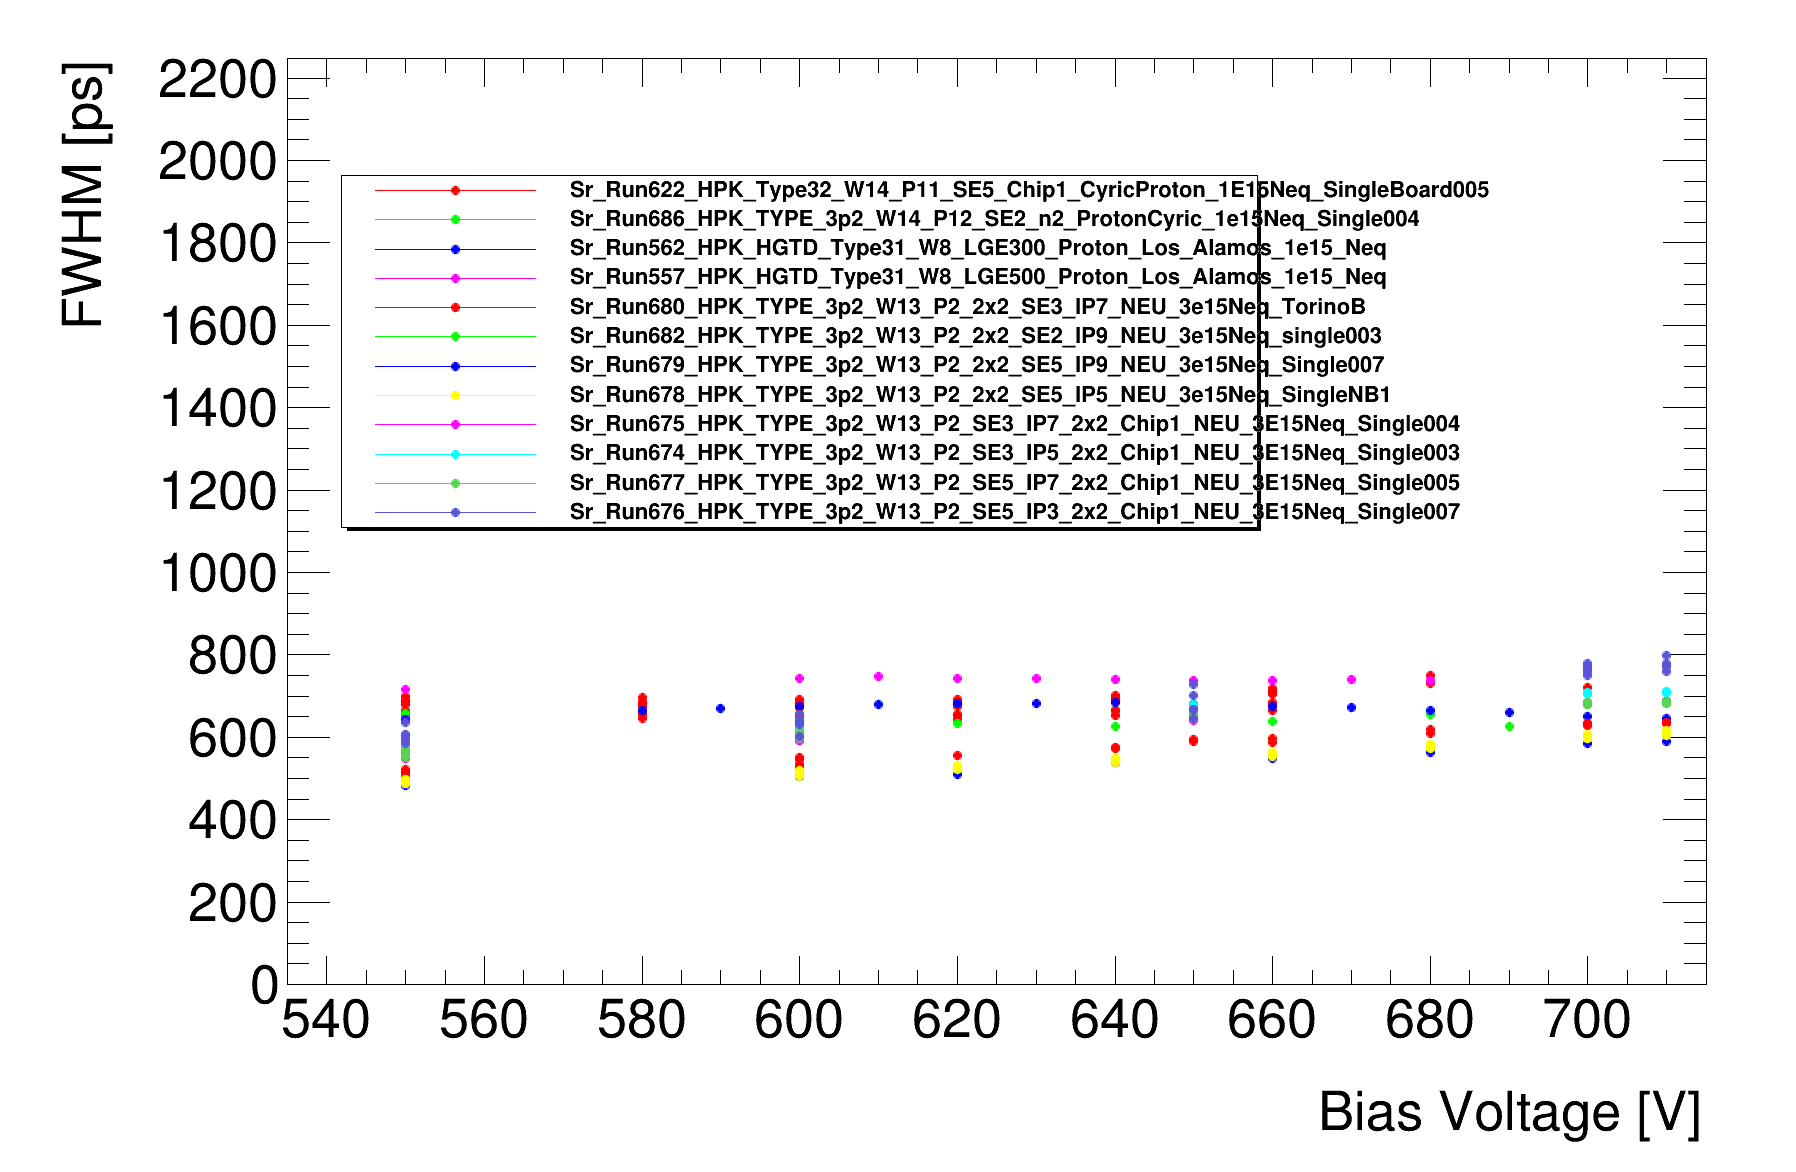 FWHM [ps]
2200
2000
1800
1600
1400
1200
1000
800
600
400
200
0
Sr_Run622_HPK_Type32_W14_P11_SE5_Chip1_CyricProton_1E15Neq_SingleBoard005
Sr_Run686_HPK_TYPE_3p2_W14_P12_SE2_n2_ProtonCyric_1e15Neq_Single004
Sr_Run562_HPK_HGTD_Type31_W8_LGE300_Proton_Los_Alamos_1e15_Neq
Sr_Run557_HPK_HGTD_Type31_W8_LGE500_Proton_Los_Alamos_1e15_Neq
Sr_Run680_HPK_TYPE_3p2_W13_P2_2x2_SE3_IP7_NEU_3e15Neq_TorinoB
Sr_Run682_HPK_TYPE_3p2_W13_P2_2x2_SE2_IP9_NEU_3e15Neq_single003
Sr_Run679_HPK_TYPE_3p2_W13_P2_2x2_SE5_IP9_NEU_3e15Neq_Single007
Sr_Run678_HPK_TYPE_3p2_W13_P2_2x2_SE5_IP5_NEU_3e15Neq_SingleNB1
Sr_Run675_HPK_TYPE_3p2_W13_P2_SE3_IP7_2x2_Chip1_NEU_3E15Neq_Single004
Sr_Run674_HPK_TYPE_3p2_W13_P2_SE3_IP5_2x2_Chip1_NEU_3E15Neq_Single003
Sr_Run677_HPK_TYPE_3p2_W13_P2_SE5_IP7_2x2_Chip1_NEU_3E15Neq_Single005
Sr_Run676_HPK_TYPE_3p2_W13_P2_SE5_IP3_2x2_Chip1_NEU_3E15Neq_Single007
540 560 580 600 620 640 660 680 700
Bias Voltage [V]